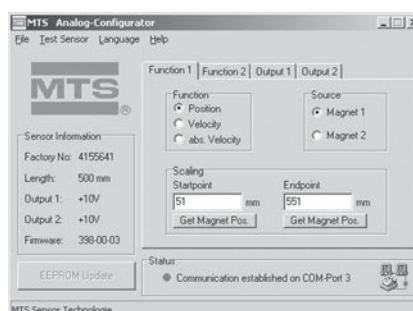 MTS Analog-Configurator
File Test Sensor Language Help
MTS
®
Function 1 Function 2 Output 1 Output 2
Function
Position
Velocity
abs. Velocity
Source
Magnet 1
Magnet 2
Sensor Information
Factory No: 4155641
Length: 500 mm
Output 1: +10V
Output 2: +10V
Firmware: 398-00-03
Scaling
Startpoint Endpoint
51 mm 551 mm
Get Magnet Pos. Get Magnet Pos.
EEPROM Update
Status
Communication established on COM-Port 3
MTS Sensor Technologie